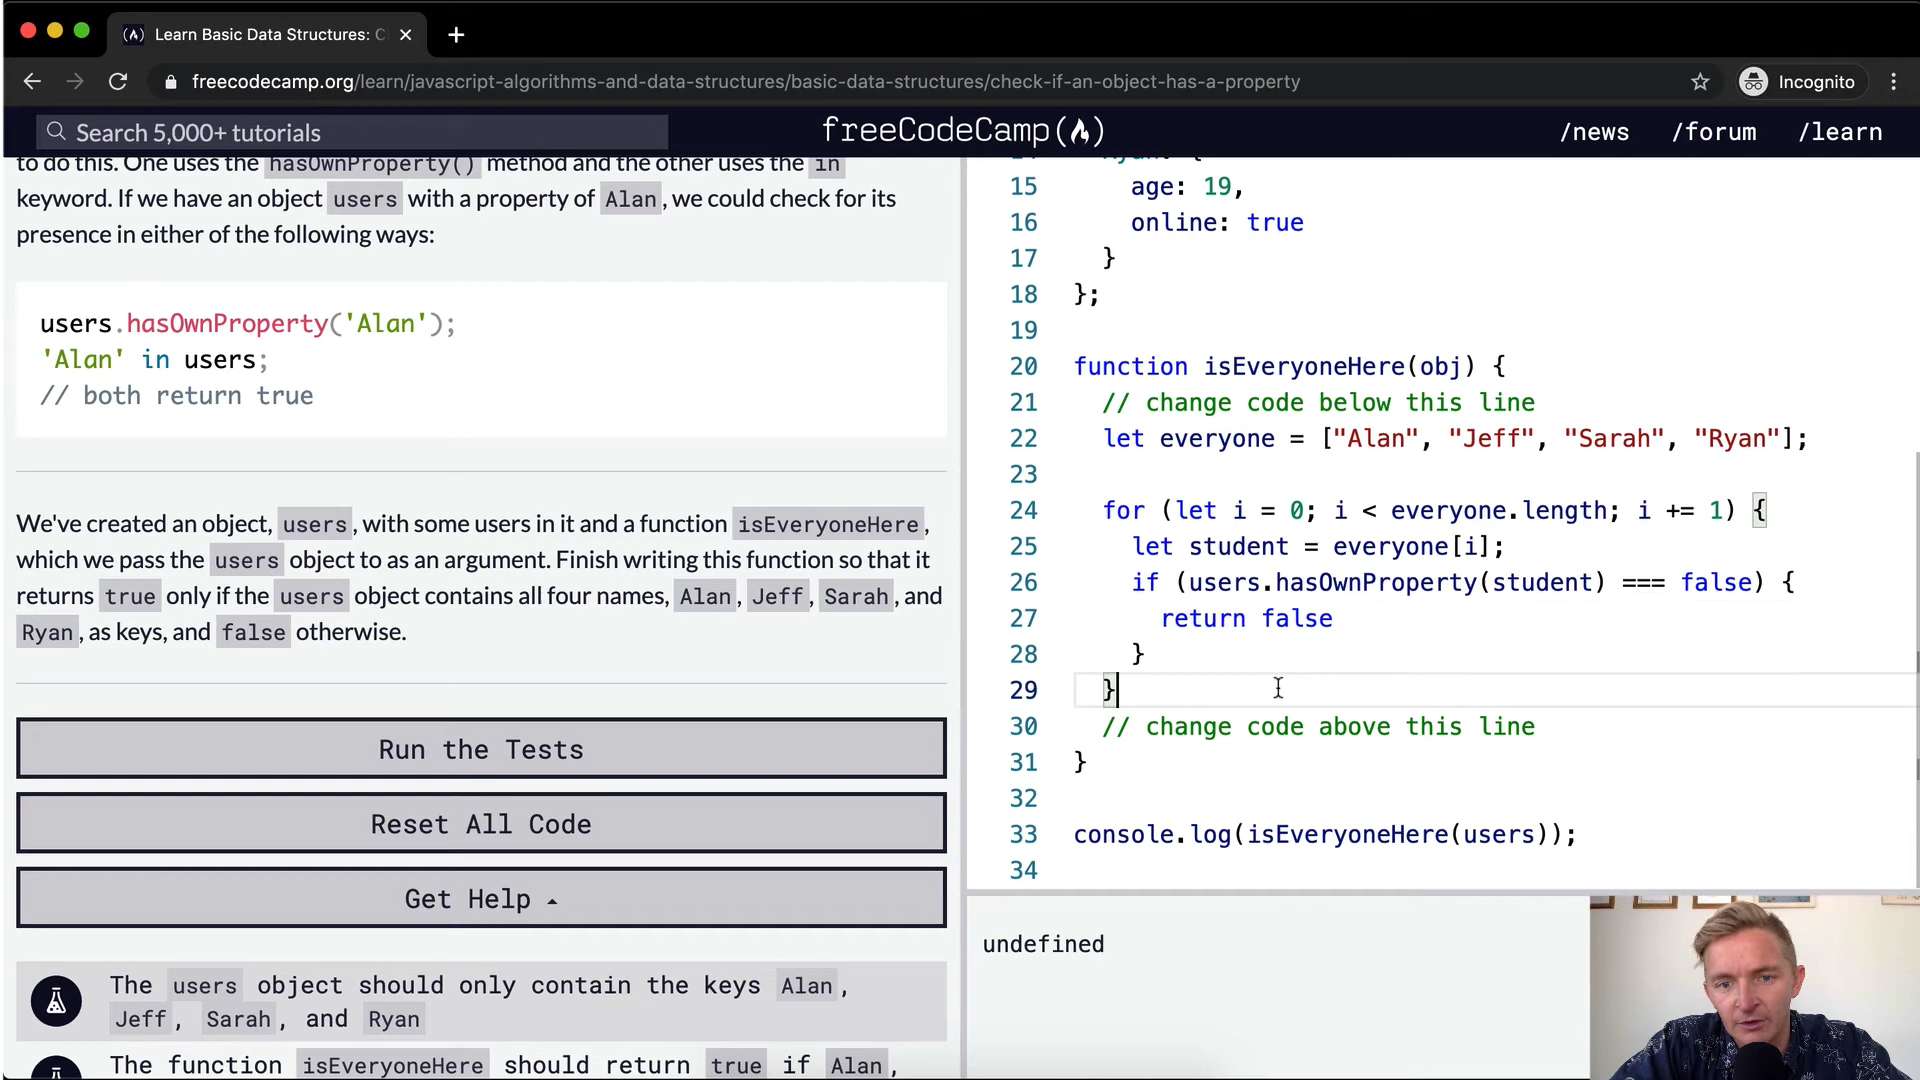 Learn Basic Data Structures: C
freecodecamp.org/learn/javascript-algorithms-and-data-structures/basic-data-structures/check-if-an-object-has-a-property
Incognito
Search 5,000+ tutorials
freeCodeCamp
/news
/forum
/learn
to do this. One uses the hasOwnProperty() method and the other uses the in
keyword. If we have an object users with a property of Alan, we could check for its
presence in either of the following ways:
users.hasOwnProperty('Alan');
'Alan' in users;
// both return true
We've created an object, users, with some users in it and a function isEveryoneHere,
which we pass the users object to as an argument. Finish writing this function so that it
returns true only if the users object contains all four names, Alan, Jeff, Sarah, and
Ryan, as keys, and false otherwise.
Run the Tests
Reset All Code
Get Help
The users object should only contain the keys Alan,
Jeff, Sarah, and Ryan
The function isEveryoneHere should return true if Alan,
15 age: 19,
16 online: true
17 }
18 };
19
20 function isEveryoneHere(obj) {
21 // change code below this line
22 let everyone = ["Alan", "Jeff", "Sarah", "Ryan"];
23
24 for (let i = 0; i < everyone.length; i += 1) {
25 let student = everyone[i];
26 if (users.hasOwnProperty(student) === false) {
27 return false
28 }
29 }
30 // change code above this line
31 }
32
33 console.log(isEveryoneHere(users));
34
undefined